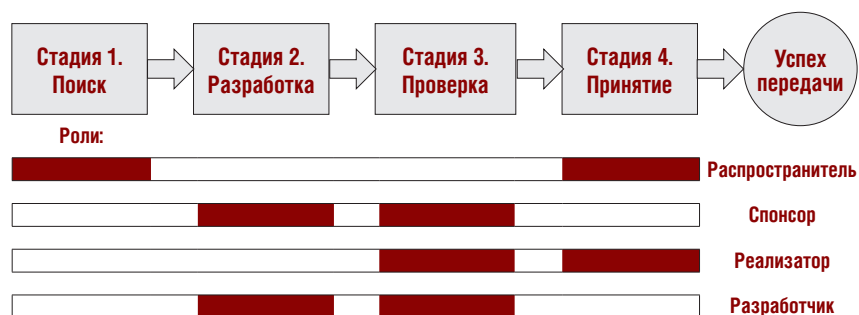 Стадия 1.
Поиск
Стадия 2.
Разработка
Стадия 3.
Проверка
Стадия 4.
Принятие
Успех
передачи
Роли:
Распространитель
Спонсор
Реализатор
Разработчик